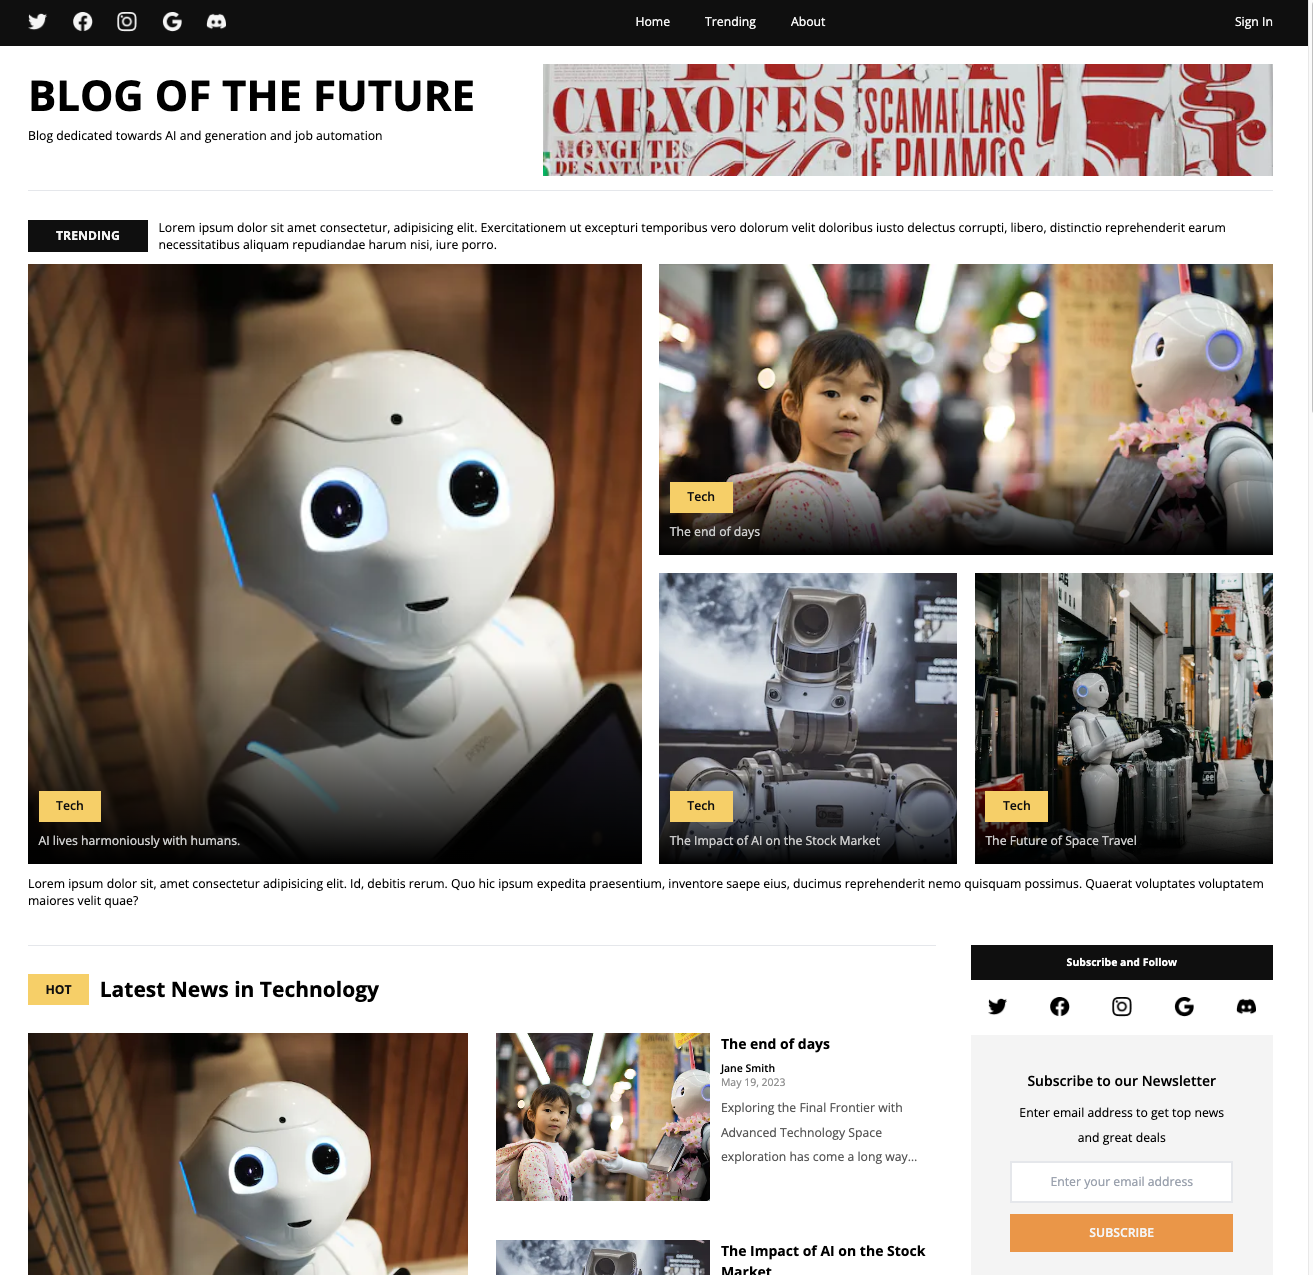 Home Trending About Sign In
BLOG OF THE FUTURE
Blog dedicated towards AI and generation and job automation
CARXOFES
SCAMARLANS
MONGETES
DE SANTA PAU
DE PALAMOS
TRENDING
Lorem ipsum dolor sit amet consectetur, adipisicing elit. Exercitationem ut excepturi temporibus vero dolorum velit doloribus iusto delectus corrupti, libero, distinctio reprehenderit earum
necessitatibus aliquam repudiandae harum nisi, iure porro.
Tech
The end of days
Tech
AI lives harmoniously with humans.
Tech
The Impact of AI on the Stock Market
Tech
The Future of Space Travel
Lorem ipsum dolor sit, amet consectetur adipisicing elit. Id, debitis rerum. Quo hic ipsum expedita praesentium, inventore saepe eius, ducimus reprehenderit nemo quisquam possimus. Quaerat voluptates voluptatem
maiores velit quae?
HOT
Latest News in Technology
The end of days
Jane Smith
May 19, 2023
Exploring the Final Frontier with
Advanced Technology Space
exploration has come a long way...
The Impact of AI on the Stock
Market
Subscribe and Follow
Subscribe to our Newsletter
Enter email address to get top news
and great deals
Enter your email address
SUBSCRIBE